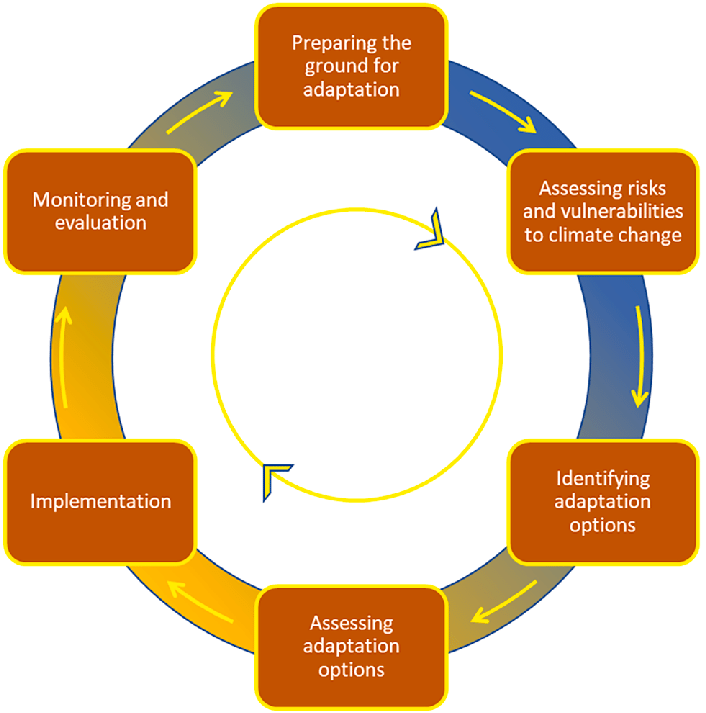 Preparing the
ground for
adaptation
Assessing risks
and vulnerabilities
to climate change
Identifying
adaptation
options
Assessing
adaptation
options
Implementation
Monitoring and
evaluation